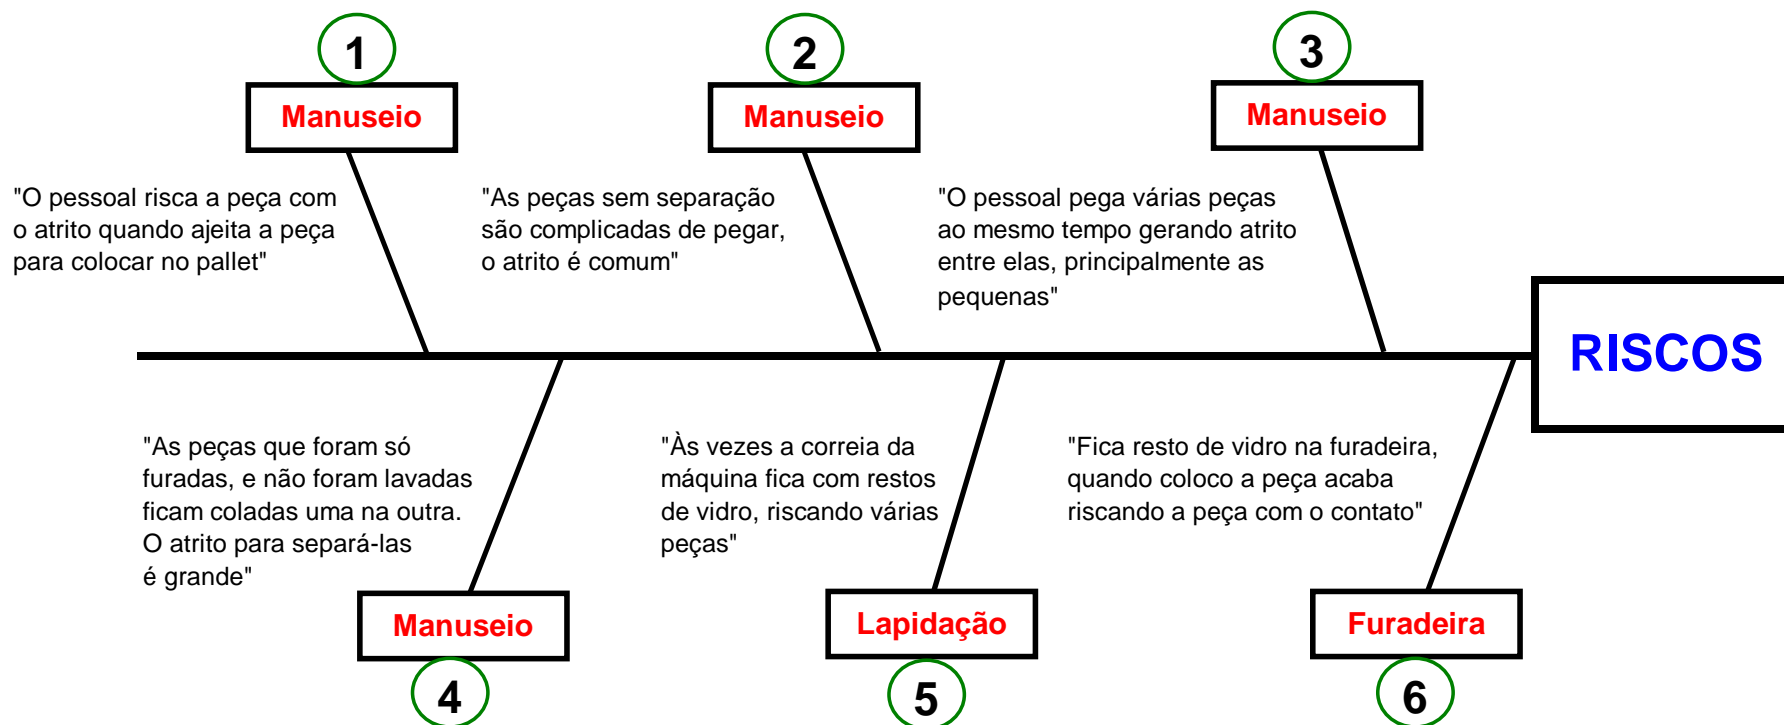 1
Manuseio
"O pessoal risca a peça com
o atrito quando ajeita a peça
para colocar no pallet"
2
Manuseio
"As peças sem separação
são complicadas de pegar,
o atrito é comum"
3
Manuseio
"O pessoal pega várias peças
ao mesmo tempo gerando atrito
entre elas, principalmente as
pequenas"
RISCOS
"As peças que foram só
furadas, e não foram lavadas
ficam coladas uma na outra.
O atrito para separá-las
é grande"
Manuseio
4
"Às vezes a correia da
máquina fica com restos
de vidro, riscando várias
peças"
Lapidação
5
"Fica resto de vidro na furadeira,
quando coloco a peça acaba
riscando a peça com o contato"
Furadeira
6